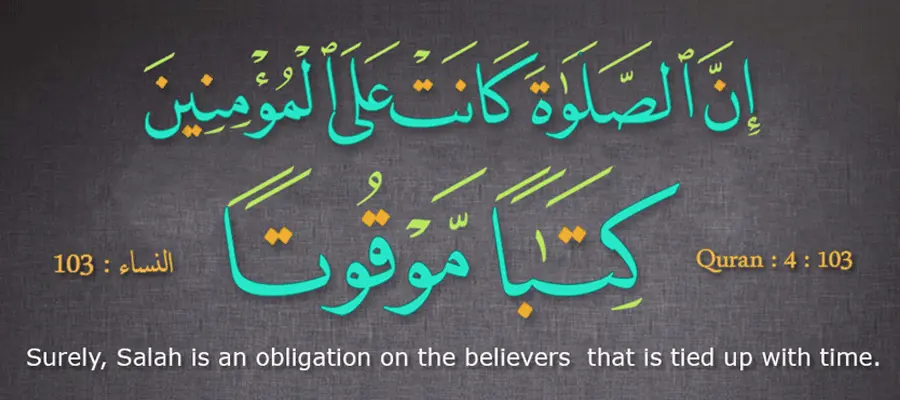 إِنَّ ٱلصَّلَوٰةَ كَانَتْ عَلَى ٱلْمُؤْمِنِينَ
كِتَـٰبًا مَّوْقُوتًا
النساء : 103
Quran : 4 : 103
Surely, Salah is an obligation on the believers that is tied up with time.